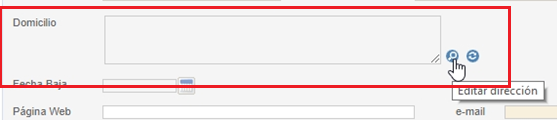 Domicilio
Editar dirección
Fecha Baja
Página Web
e-mail